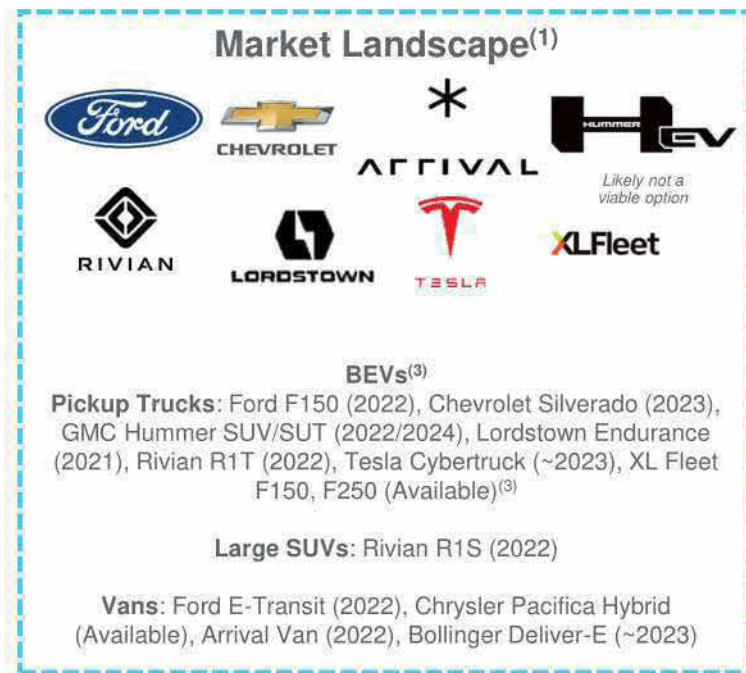 Market Landscape(1)
Ford
CHEVROLET
ARRIVAL
HUMMER
EV
Likely not a
viable option
RIVIAN
LORDSTOWN
TESLA
XLFleet
BEVs(3)
Pickup Trucks: Ford F150 (2022), Chevrolet Silverado (2023),
GMC Hummer SUV/SUT (2022/2024), Lordstown Endurance
(2021), Rivian R1T (2022), Tesla Cybertruck (~2023), XL Fleet
F150, F250 (Available)(3)
Large SUVs: Rivian R1S (2022)
Vans: Ford E-Transit (2022), Chrysler Pacifica Hybrid
(Available), Arrival Van (2022), Bollinger Deliver-E (~2023)